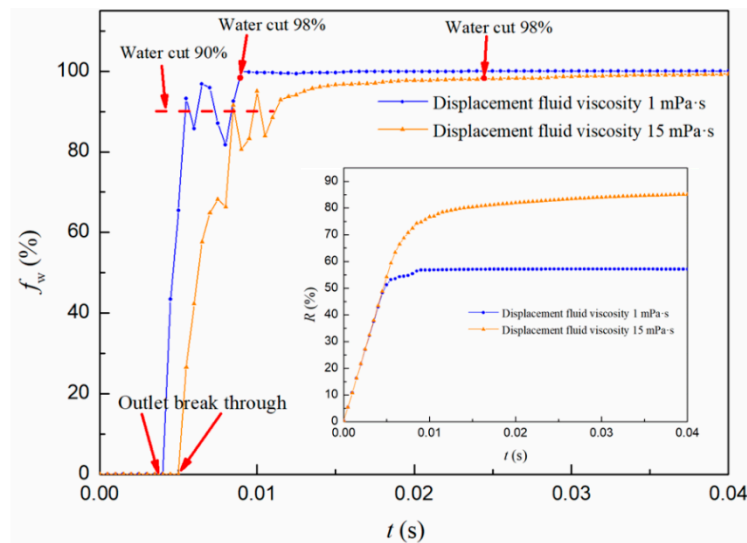 Water cut 98%
Water cut 98%
Water cut 90%
100
80
60
40
20
0
f_w (%)
Displacement fluid viscosity 1 mPa·s
Displacement fluid viscosity 15 mPa·s
90
80
70
60
50
40
30
20
10
0
R (%)
Displacement fluid viscosity 1 mPa·s
Displacement fluid viscosity 15 mPa·s
0.00 0.01 0.02 0.03 0.04
t (s)
Outlet break through
0.00 0.01 0.02 0.03 0.04
t (s)